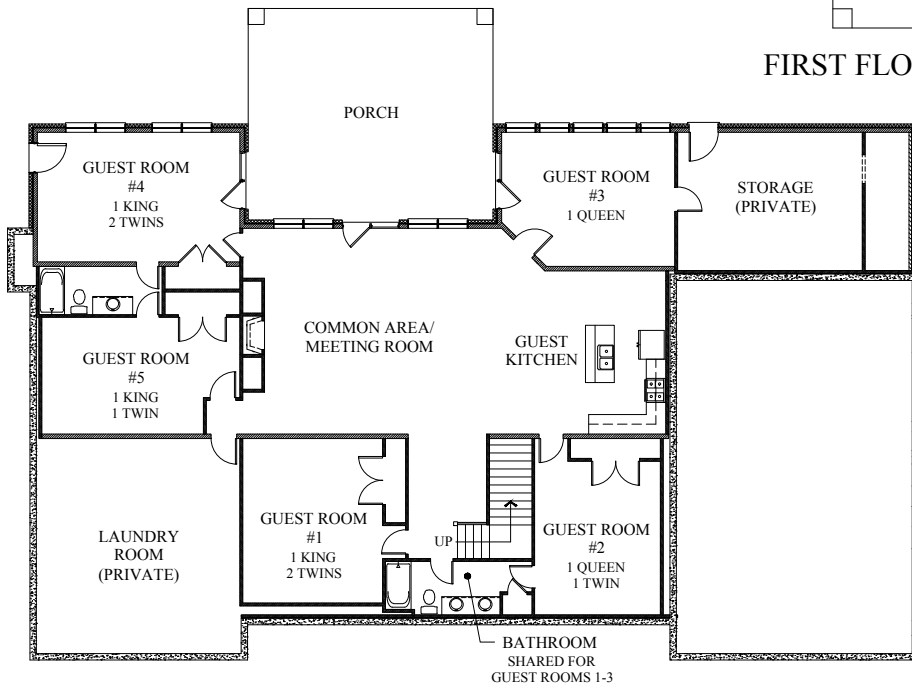 FIRST FLO
PORCH
GUEST ROOM
#4
1 KING
2 TWINS
GUEST ROOM
#3
1 QUEEN
STORAGE
(PRIVATE)
COMMON AREA/
MEETING ROOM
GUEST
KITCHEN
GUEST ROOM
#5
1 KING
1 TWIN
LAUNDRY
ROOM
(PRIVATE)
GUEST ROOM
#1
1 KING
2 TWINS
UP
GUEST ROOM
#2
1 QUEEN
1 TWIN
BATHROOM
SHARED FOR
GUEST ROOMS 1-3